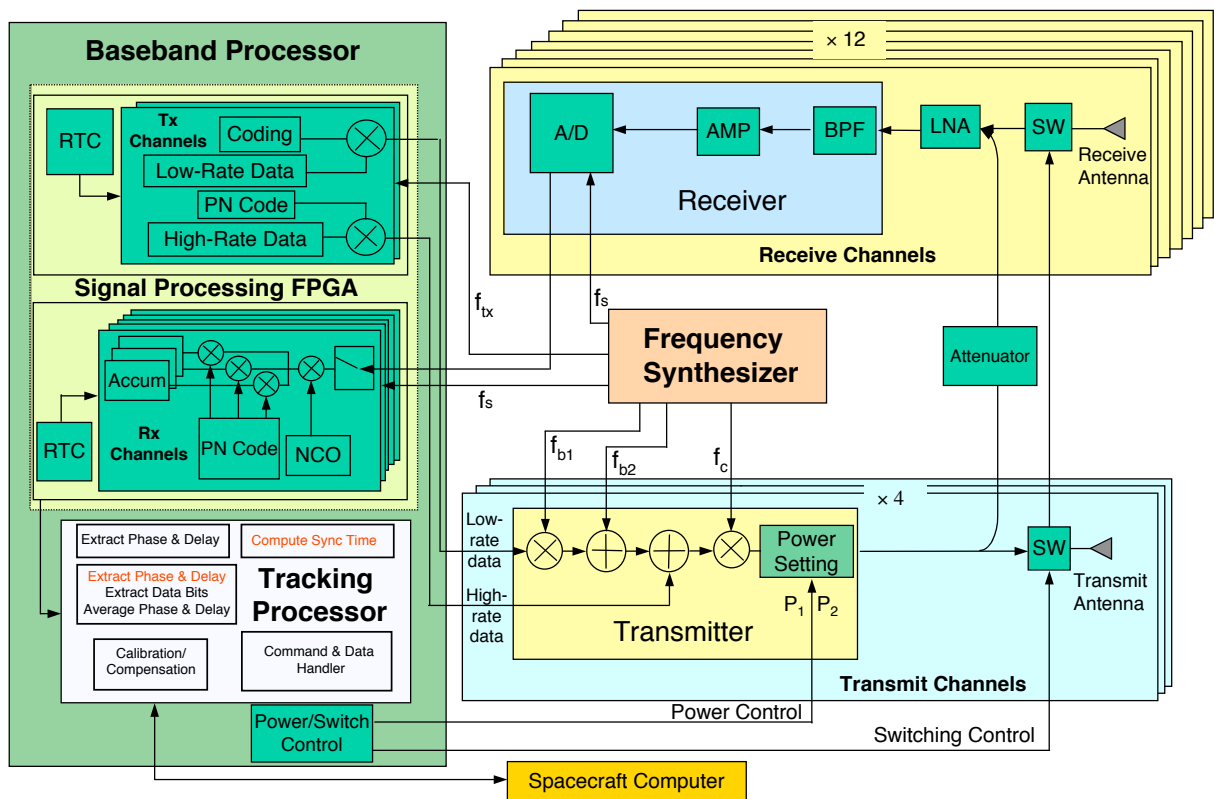 Baseband Processor
RTC
Tx
Channels
Coding
Low-Rate Data
PN Code
High-Rate Data
Signal Processing FPGA
Accum
RTC
Rx
Channels
PN Code
NCO
Extract Phase & Delay
Compute Sync Time
Extract Phase & Delay
Extract Data Bits
Average Phase & Delay
Tracking
Processor
Calibration/
Compensation
Command & Data
Handler
Power/Switch
Control
Spacecraft Computer
× 12
A/D
AMP
BPF
LNA
SW
Receive
Antenna
Receiver
Receive Channels
ftx
fs
fs
Frequency
Synthesizer
Attenuator
fb1
fb2
fc
× 4
Low-
rate
data
High-
rate
data
Power
Setting
P1
P2
Transmitter
SW
Transmit
Antenna
Transmit Channels
Power Control
Switching Control